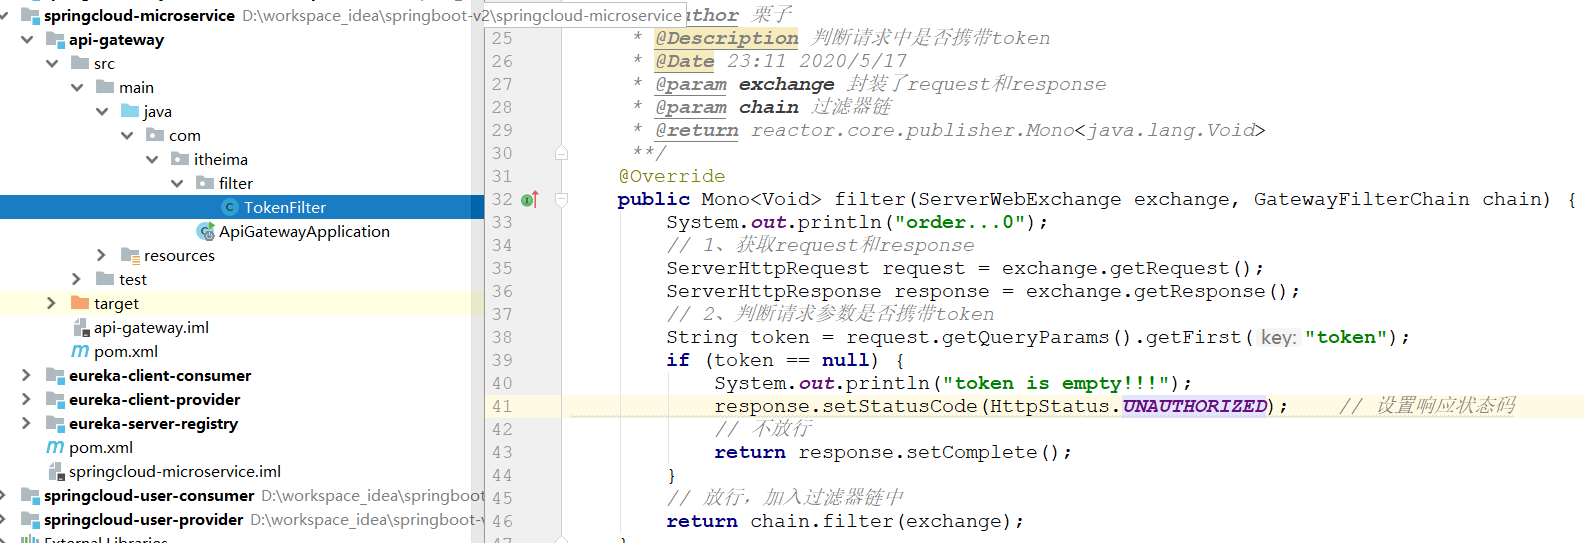 springcloud-microservice D:\workspace_idea\springboot-v2\springcloud-microservice
api-gateway
src
main
java
com
itheima
filter
TokenFilter
ApiGatewayApplication
resources
test
target
api-gateway.iml
pom.xml
eureka-client-consumer
eureka-client-provider
eureka-server-registry
pom.xml
springcloud-microservice.iml
springcloud-user-consumer D:\workspace_idea\springboot-
springcloud-user-provider D:\workspace_idea\springboot-v
External Libraries
uthor 栗子
25 * @Description 判断请求中是否携带token
26 * @Date 23:11 2020/5/17
27 * @param exchange 封装了request和response
28 * @param chain 过滤器链
29 * @return reactor.core.publisher.Mono<java.lang.Void>
30 **/
31 @Override
32 public Mono<Void> filter(ServerWebExchange exchange, GatewayFilterChain chain) {
33 System.out.println("order...0");
34 // 1、获取request和response
35 ServerHttpRequest request = exchange.getRequest();
36 ServerHttpResponse response = exchange.getResponse();
37 // 2、判断请求参数是否携带token
38 String token = request.getQueryParams().getFirst( key: "token");
39 if (token == null) {
40 System.out.println("token is empty!!!");
41 response.setStatusCode(HttpStatus.UNAUTHORIZED); // 设置响应状态码
42 // 不放行
43 return response.setComplete();
44 }
45 // 放行，加入过滤器链中
46 return chain.filter(exchange);